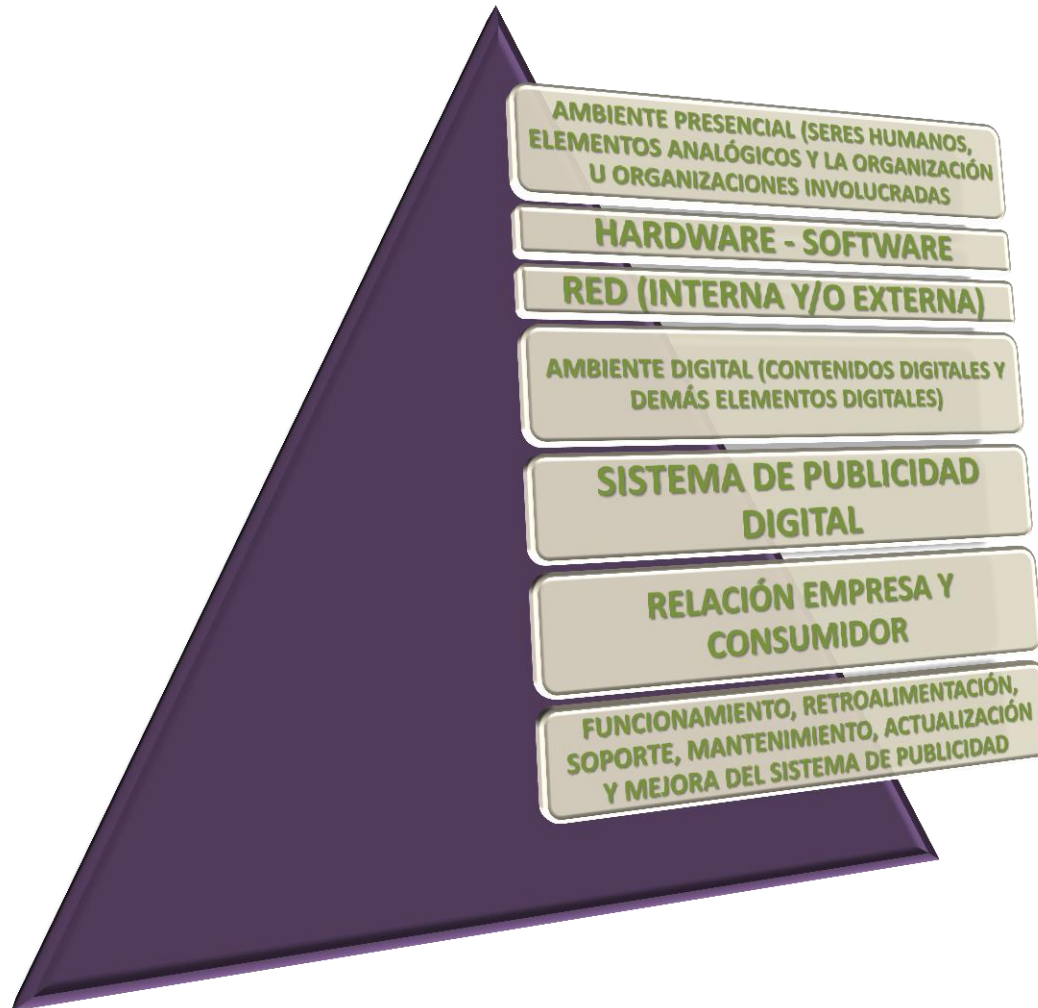 AMBIENTE PRESENCIAL (SERES HUMANOS,
ELEMENTOS ANALÓGICOS Y LA ORGANIZACIÓN
U ORGANIZACIONES INVOLUCRADAS
HARDWARE - SOFTWARE
RED (INTERNA Y/O EXTERNA)
AMBIENTE DIGITAL (CONTENIDOS DIGITALES Y
DEMÁS ELEMENTOS DIGITALES)
SISTEMA DE PUBLICIDAD
DIGITAL
RELACIÓN EMPRESA Y
CONSUMIDOR
FUNCIONAMIENTO, RETROALIMENTACIÓN,
SOPORTE, MANTENIMIENTO, ACTUALIZACIÓN
Y MEJORA DEL SISTEMA DE PUBLICIDAD